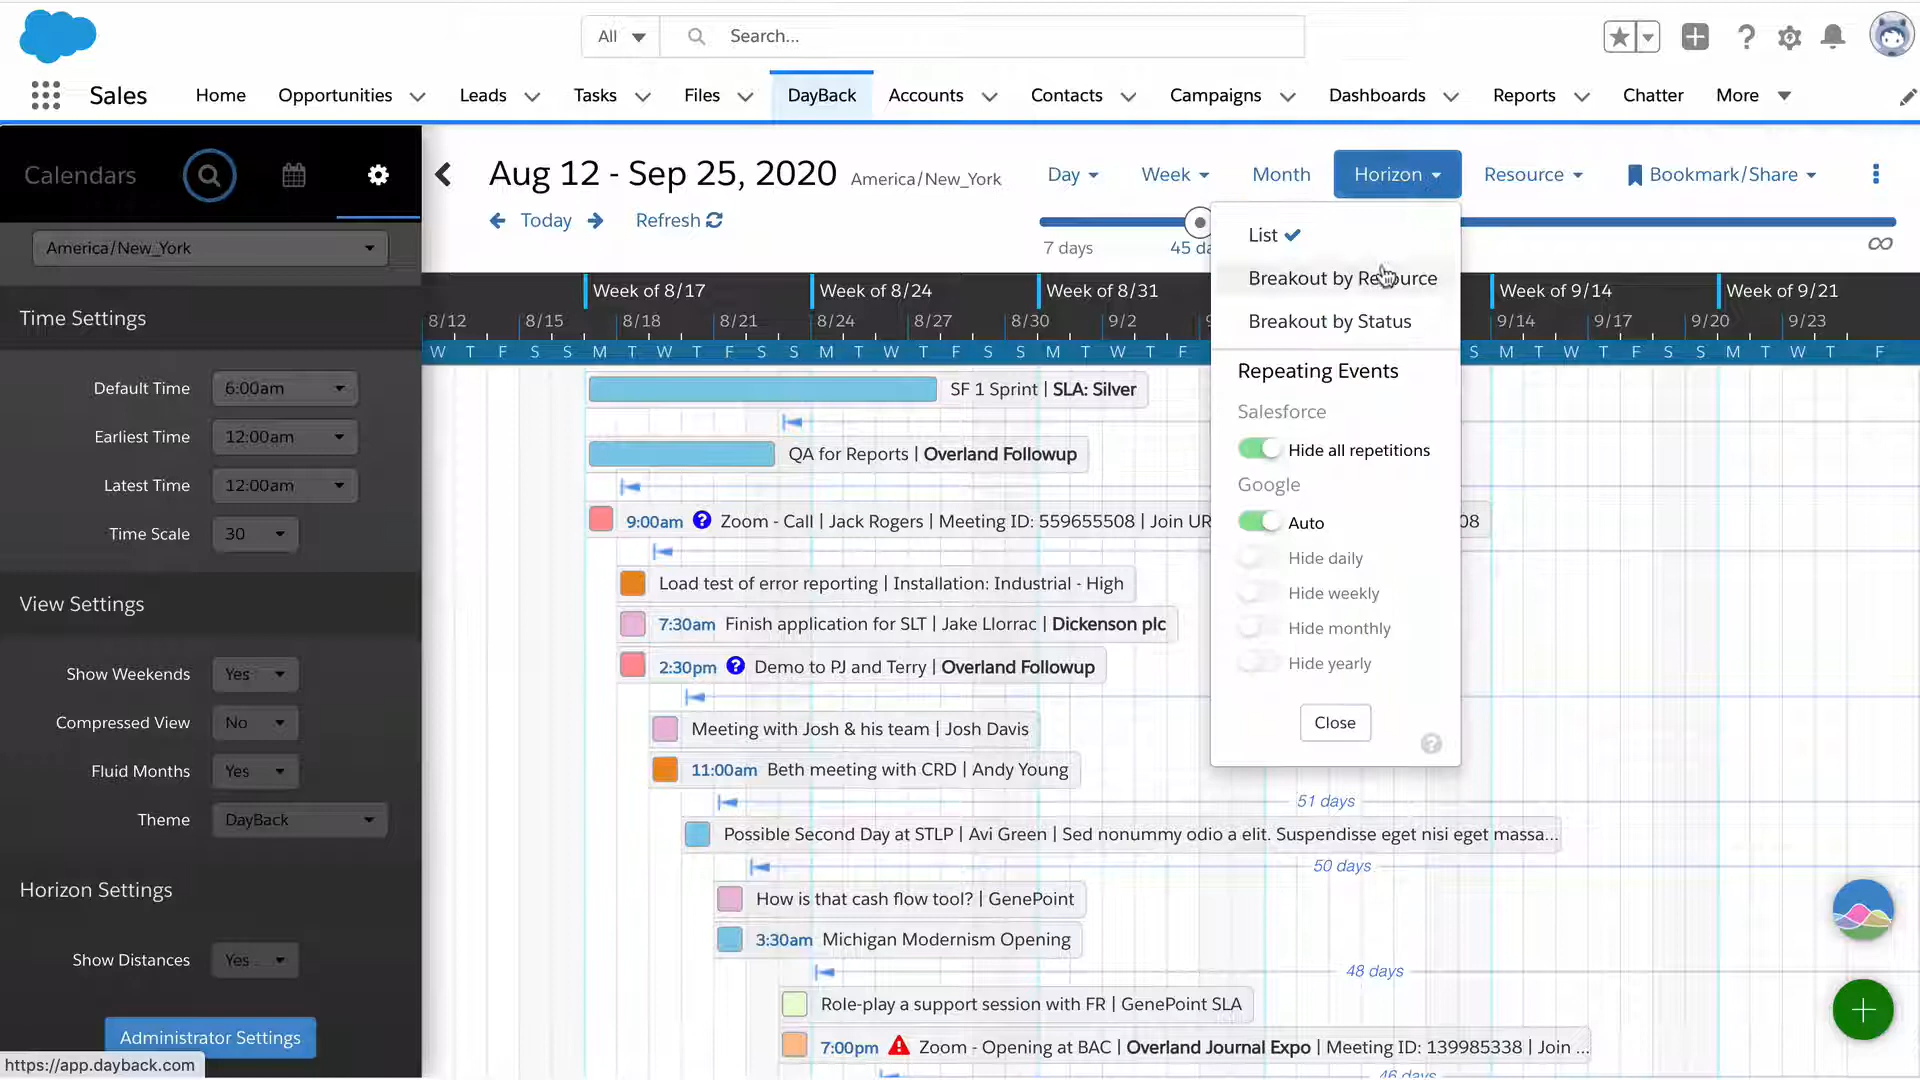 All
Search...
Sales
Home
Opportunities
Leads
Tasks
Files
DayBack
Accounts
Contacts
Campaigns
Dashboards
Reports
Chatter
More
Calendars
America/New_York
Time Settings
Default Time 6:00am
Earliest Time 12:00am
Latest Time 12:00am
Time Scale 30
View Settings
Show Weekends Yes
Compressed View No
Fluid Months Yes
Theme DayBack
Horizon Settings
Show Distances Yes
Administrator Settings
https://app.dayback.com
Aug 12 - Sep 25, 2020 America/New_York
Day
Week
Month
Horizon
Resource
Bookmark/Share
Today
Refresh
7 days
45 da
∞
Week of 8/17
Week of 8/24
Week of 8/31
Week of 9/14
Week of 9/21
8/12 8/15 8/18 8/21 8/24 8/27 8/30 9/2 9/14 9/17 9/20 9/23
W T F S S M T W T F S S M T W T F S S M T W T F S M T W T F S S M T W T F
SF 1 Sprint | SLA: Silver
QA for Reports | Overland Followup
9:00am Zoom - Call | Jack Rogers | Meeting ID: 559655508 | Join UR 08
Load test of error reporting | Installation: Industrial - High
7:30am Finish application for SLT | Jake Llorrac | Dickenson plc
2:30pm Demo to PJ and Terry | Overland Followup
Meeting with Josh & his team | Josh Davis
11:00am Beth meeting with CRD | Andy Young
51 days
Possible Second Day at STLP | Avi Green | Sed nonummy odio a elit. Suspendisse eget nisi eget massa...
50 days
How is that cash flow tool? | GenePoint
3:30am Michigan Modernism Opening
48 days
Role-play a support session with FR | GenePoint SLA
7:00pm Zoom - Opening at BAC | Overland Journal Expo | Meeting ID: 139985338 | Join ...
46 days
List
Breakout by Resource
Breakout by Status
Repeating Events
Salesforce
Hide all repetitions
Google
Auto
Hide daily
Hide weekly
Hide monthly
Hide yearly
Close